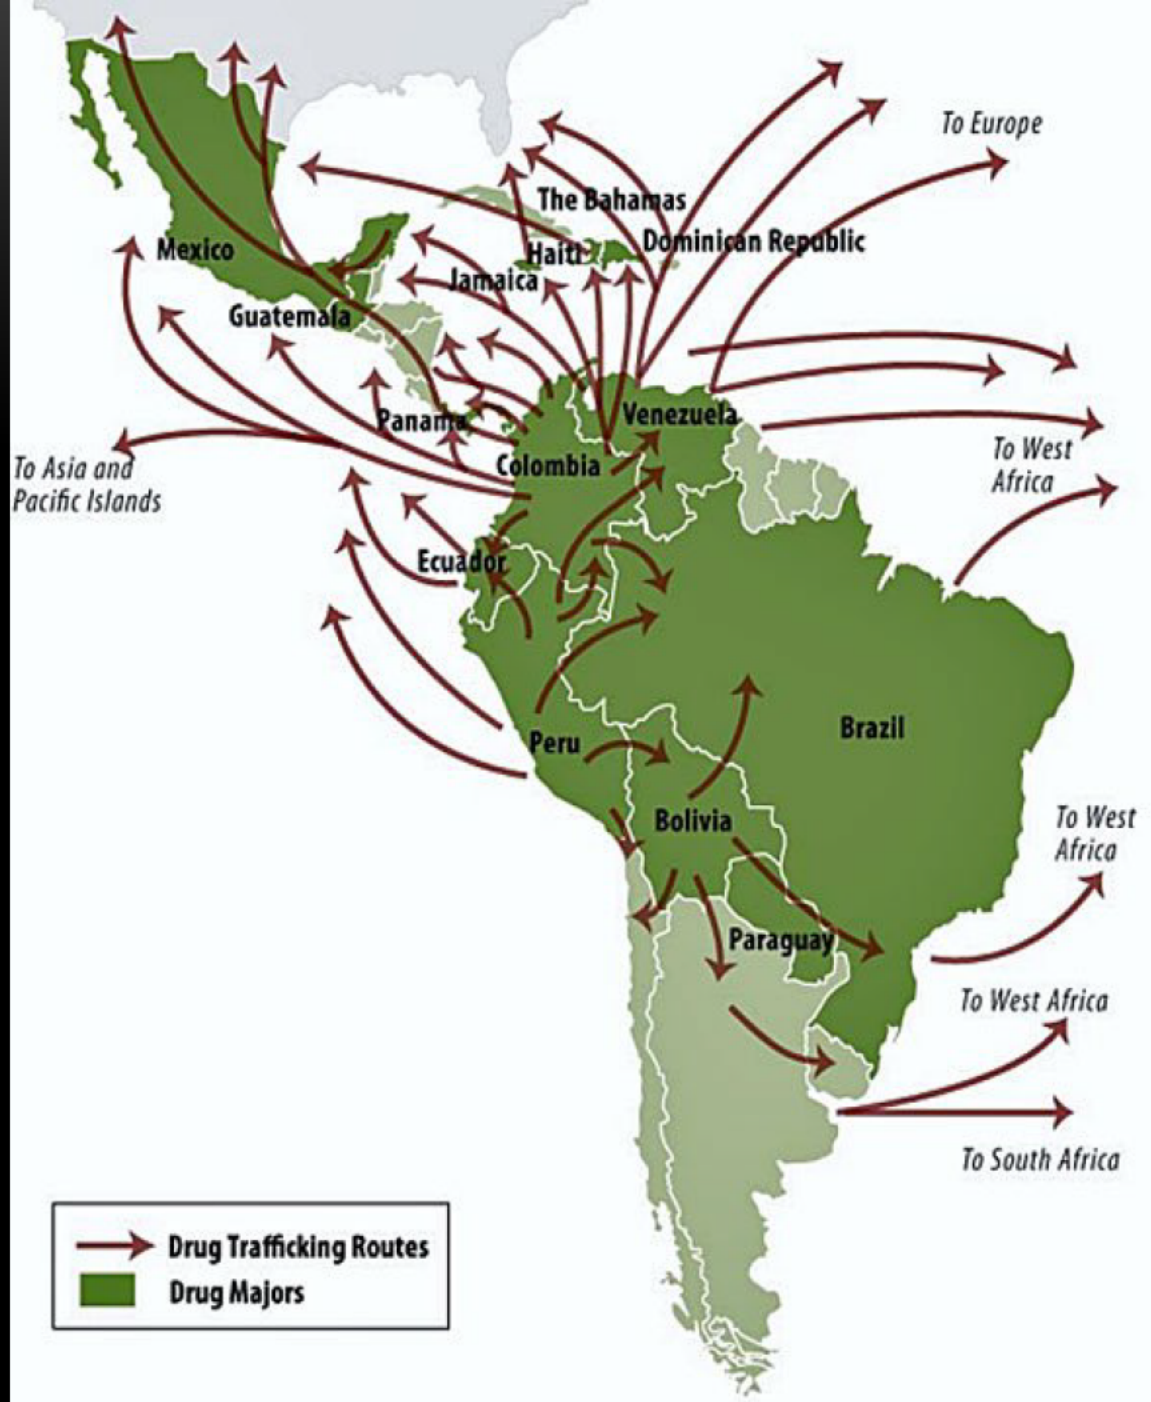 To Europe
The Bahamas
Dominican Republic
Haiti
Mexico
Jamaica
Guatemala
Panama
Venezuela
To West
Africa
Colombia
To Asia and
Pacific Islands
Ecuador
Brazil
Peru
Bolivia
To West
Africa
Paraguay
To West Africa
To South Africa
Drug Trafficking Routes
Drug Majors